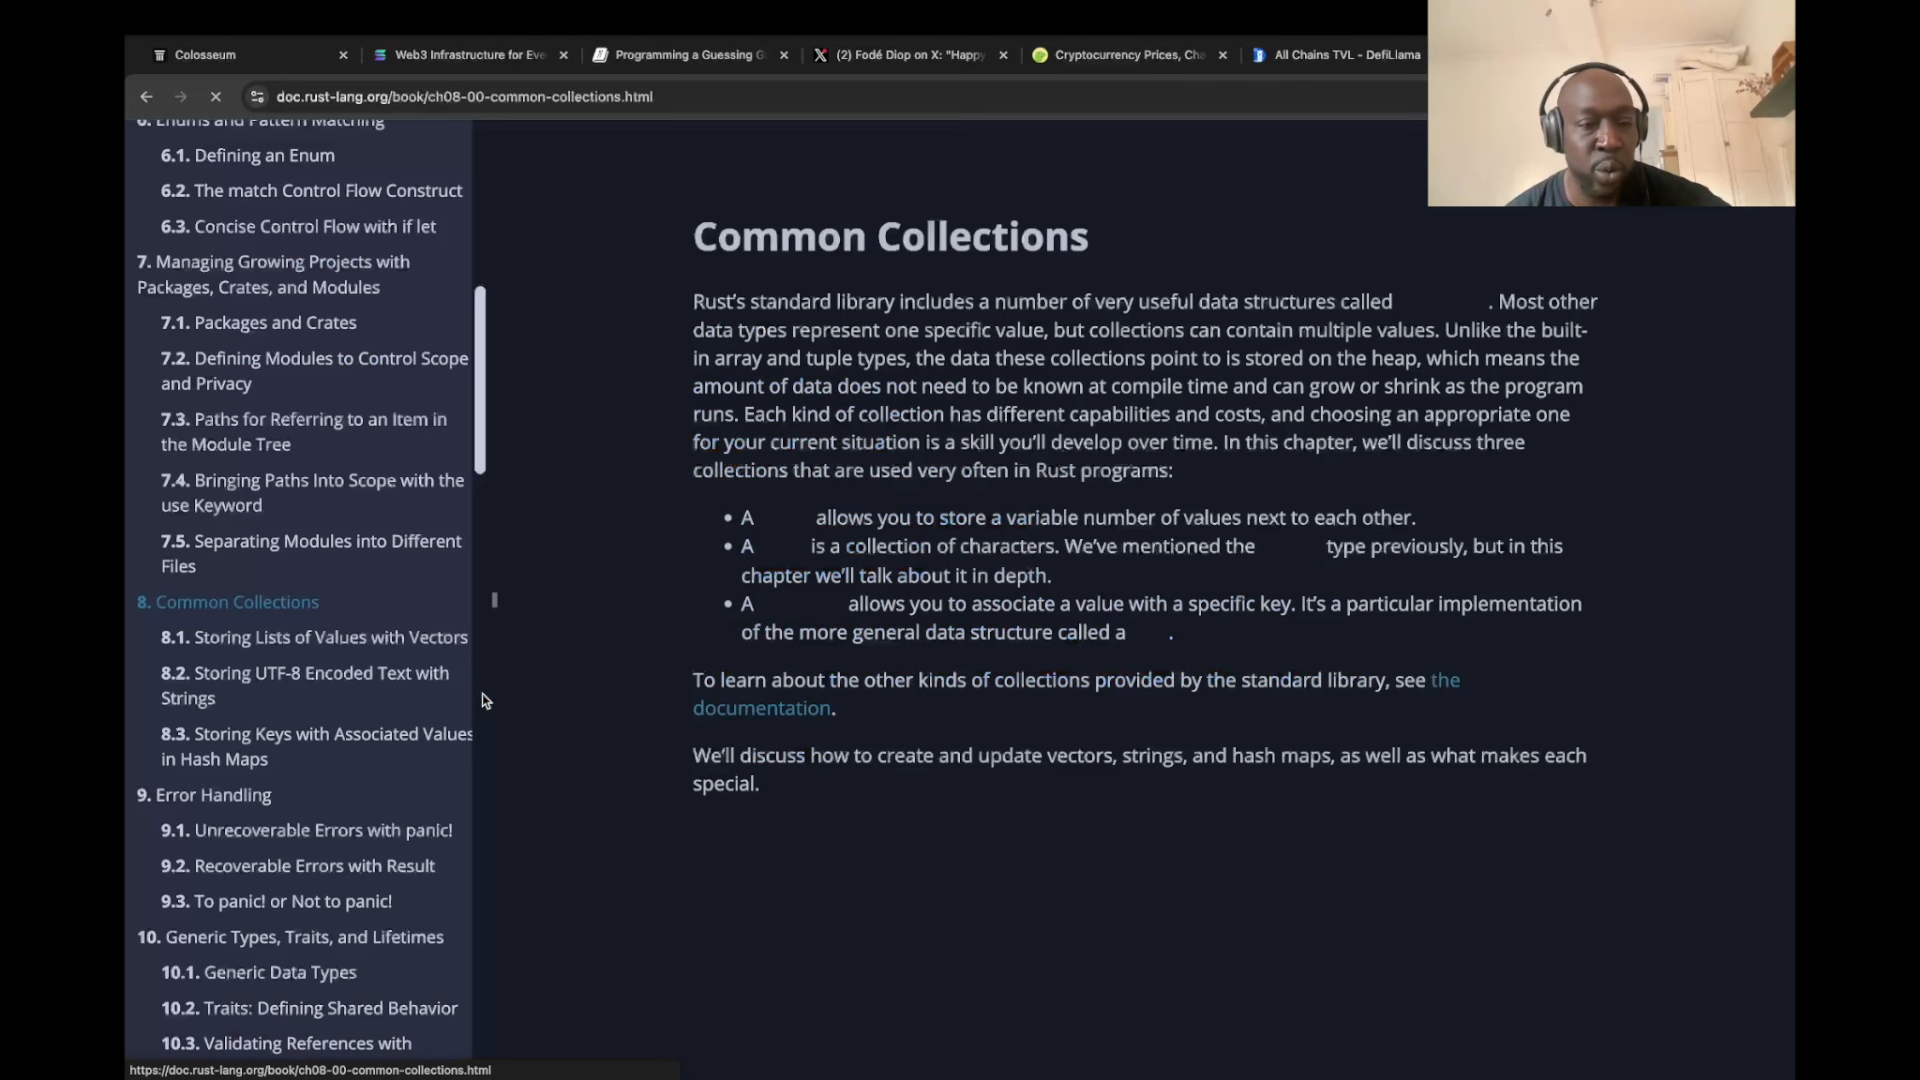 Colosseum
Web3 Infrastructure for Eve
Programming a Guessing G
(2) Fodé Diop on X: "Happy
Cryptocurrency Prices, Cha
All Chains TVL - DefiLlama
doc.rust-lang.org/book/ch08-00-common-collections.html
6. Enums and Pattern Matching
6.1. Defining an Enum
6.2. The match Control Flow Construct
6.3. Concise Control Flow with if let
7. Managing Growing Projects with
Packages, Crates, and Modules
7.1. Packages and Crates
7.2. Defining Modules to Control Scope
and Privacy
7.3. Paths for Referring to an Item in
the Module Tree
7.4. Bringing Paths Into Scope with the
use Keyword
7.5. Separating Modules into Different
Files
8. Common Collections
8.1. Storing Lists of Values with Vectors
8.2. Storing UTF-8 Encoded Text with
Strings
8.3. Storing Keys with Associated Values
in Hash Maps
9. Error Handling
9.1. Unrecoverable Errors with panic!
9.2. Recoverable Errors with Result
9.3. To panic! or Not to panic!
10. Generic Types, Traits, and Lifetimes
10.1. Generic Data Types
10.2. Traits: Defining Shared Behavior
10.3. Validating References with
Common Collections
Rust's standard library includes a number of very useful data structures called . Most other
data types represent one specific value, but collections can contain multiple values. Unlike the built-
in array and tuple types, the data these collections point to is stored on the heap, which means the
amount of data does not need to be known at compile time and can grow or shrink as the program
runs. Each kind of collection has different capabilities and costs, and choosing an appropriate one
for your current situation is a skill you'll develop over time. In this chapter, we'll discuss three
collections that are used very often in Rust programs:
• A allows you to store a variable number of values next to each other.
• A is a collection of characters. We've mentioned the type previously, but in this
chapter we'll talk about it in depth.
• A allows you to associate a value with a specific key. It's a particular implementation
of the more general data structure called a .
To learn about the other kinds of collections provided by the standard library, see the
documentation.
We'll discuss how to create and update vectors, strings, and hash maps, as well as what makes each
special.
https://doc.rust-lang.org/book/ch08-00-common-collections.html